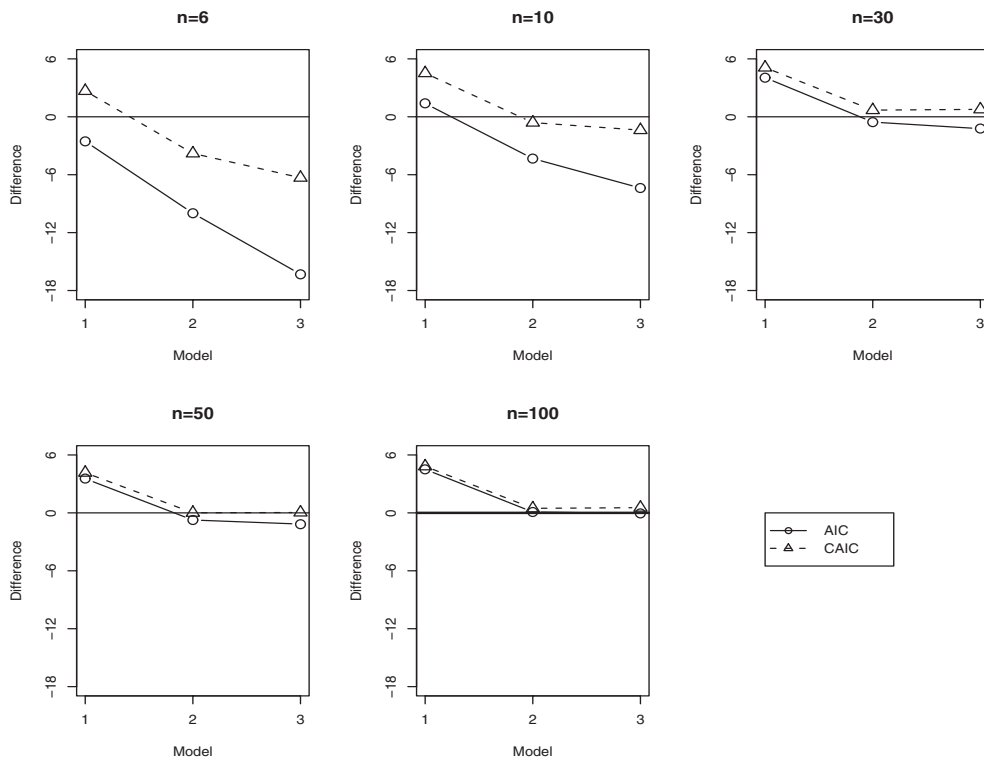 n=6
Difference
6
0
−6
−12
−18
1 2 3
Model
n=10
Difference
6
0
−6
−12
−18
1 2 3
Model
n=30
Difference
6
0
−6
−12
−18
1 2 3
Model
n=50
Difference
6
0
−6
−12
−18
1 2 3
Model
n=100
Difference
6
0
−6
−12
−18
1 2 3
Model
AIC
CAIC